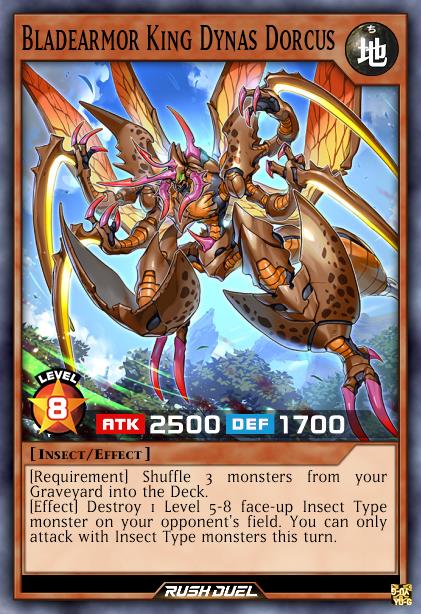 Bladearmor King Dynas Dorcus
ち
地
LEVEL
8
ATK 2500 DEF 1700
[Insect/Effect]
[Requirement] Shuffle 3 monsters from your
Graveyard into the Deck.
[Effect] Destroy 1 Level 5-8 face-up Insect Type
monster on your opponent's field. You can only
attack with Insect Type monsters this turn.
RUSH DUEL